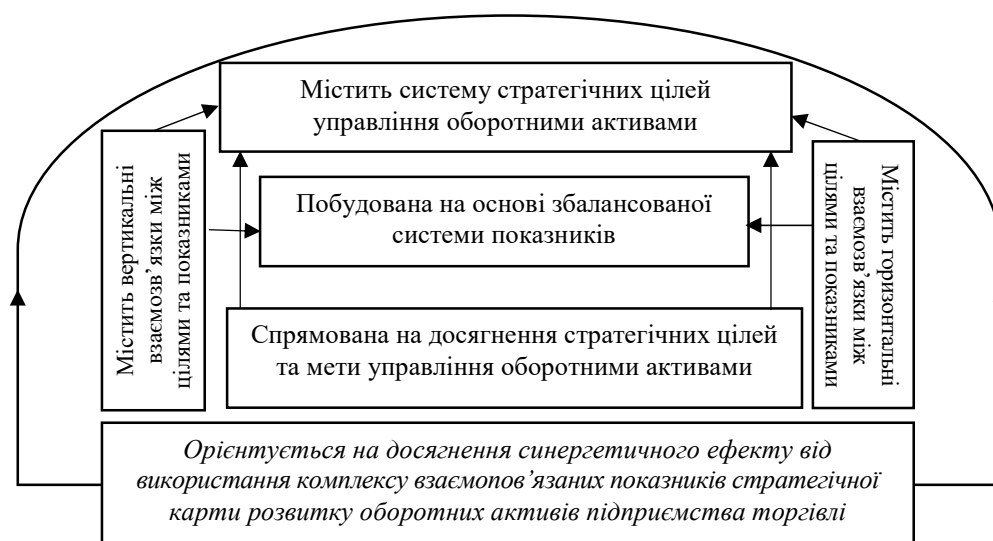 Містить систему стратегічних цілей
управління оборотними активами
Містить вертикальні
взаємозв’язки між
цілями та показниками
Побудована на основі збалансованої
системи показників
Містить горизонтальні
взаємозв’язки між
цілями та показниками
Спрямована на досягнення стратегічних цілей
та мети управління оборотними активами
Орієнтується на досягнення синергетичного ефекту від
використання комплексу взаємопов’язаних показників стратегічної
карти розвитку оборотних активів підприємства торгівлі